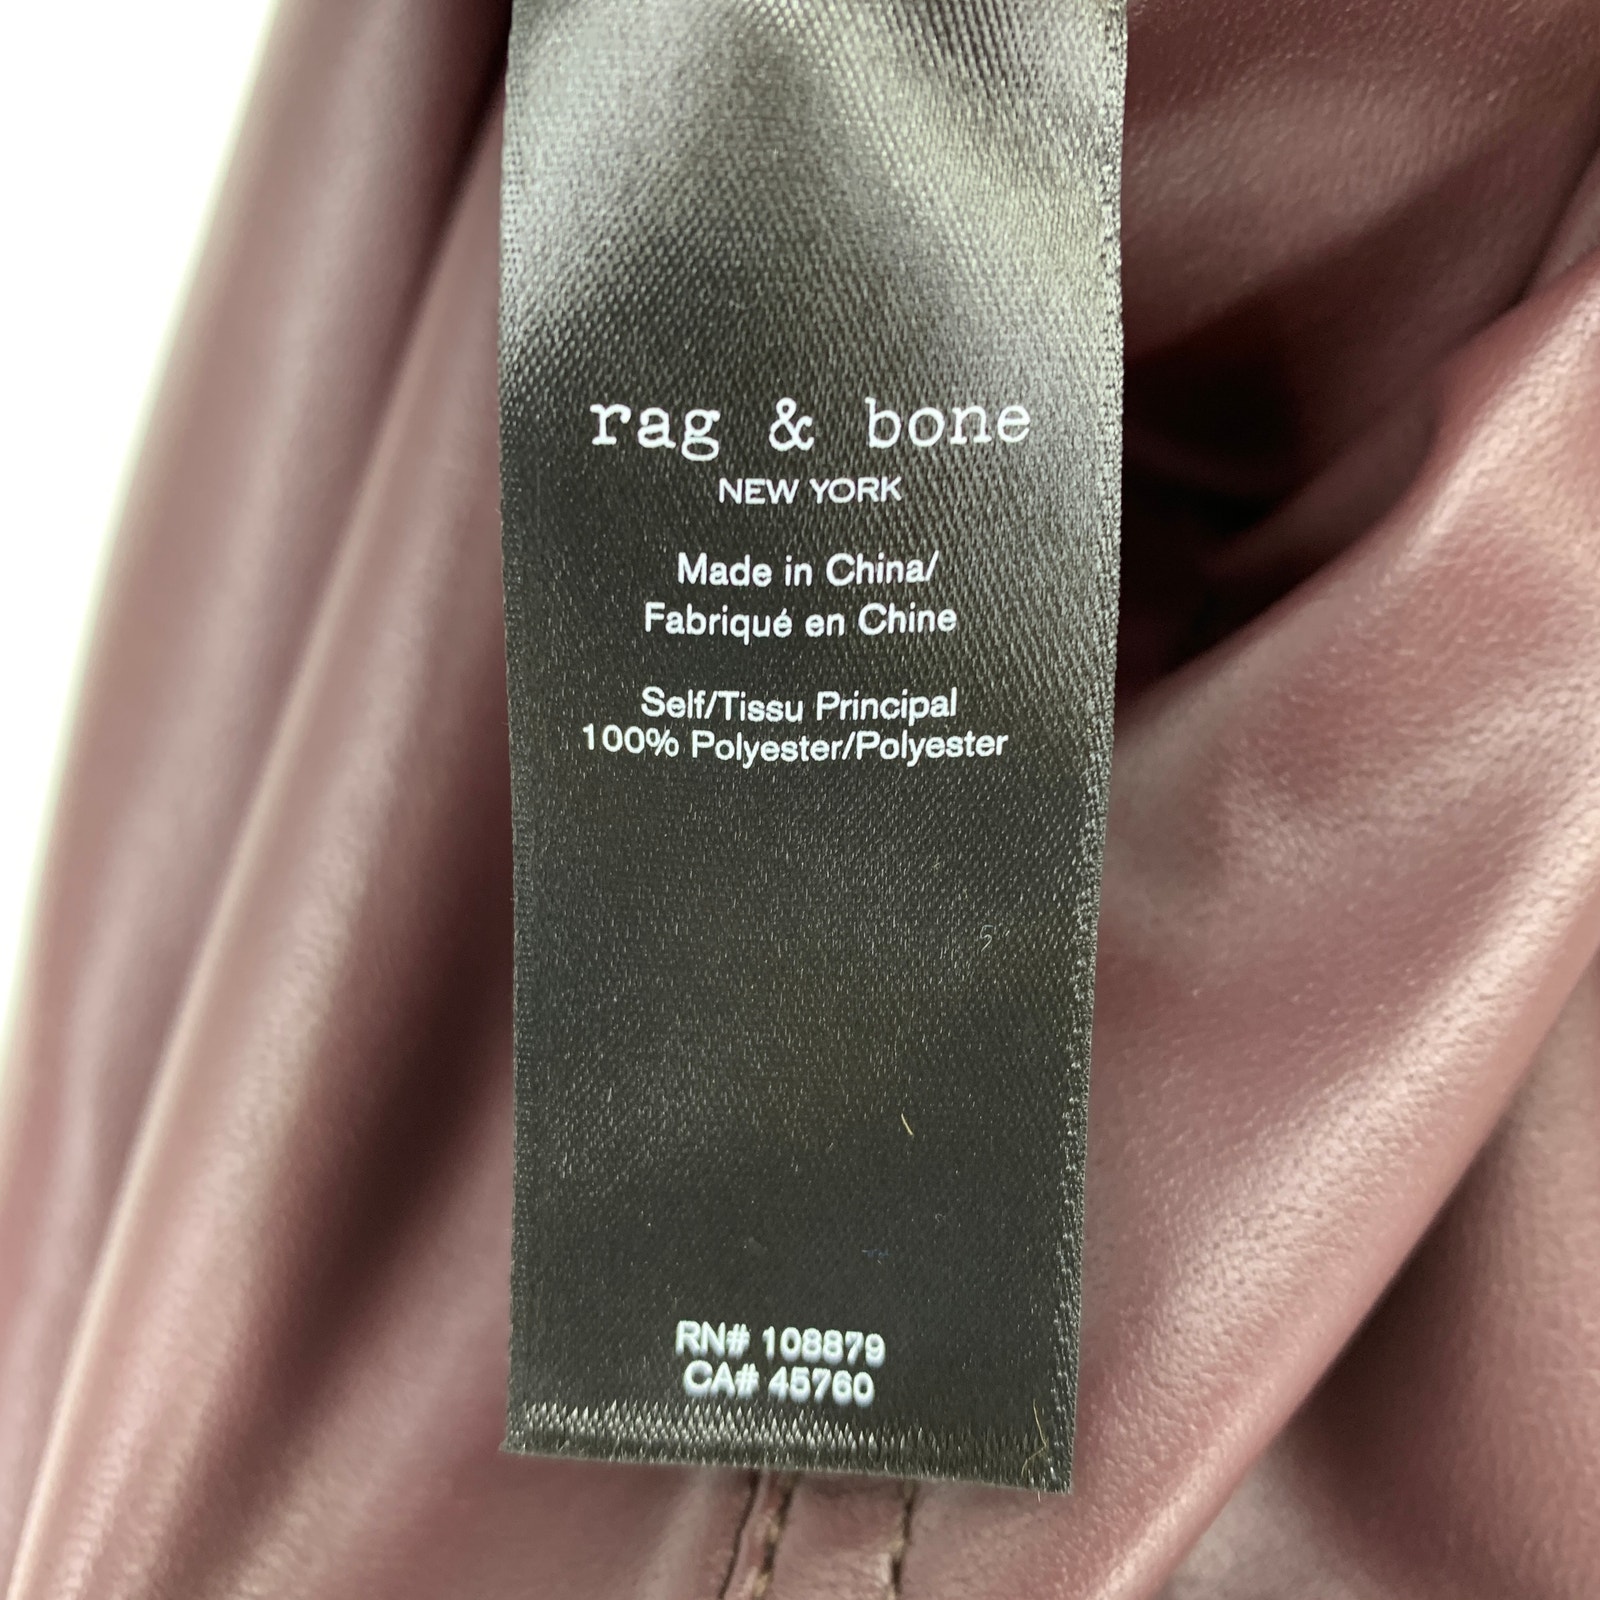 rag & bone
NEW YORK
Made in China/
Fabriqué en Chine
Self/Tissu Principal
100% Polyester/Polyester
RN# 108879
CA# 45760